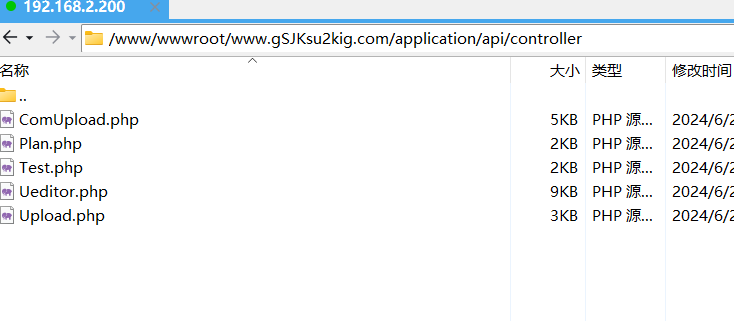 192.168.2.200
/www/wwwroot/www.gSJKsu2kig.com/application/api/controller
名称 大小 类型 修改时间
..
ComUpload.php 5KB PHP 源... 2024/6/2
Plan.php 2KB PHP 源... 2024/6/2
Test.php 2KB PHP 源... 2024/6/2
Ueditor.php 9KB PHP 源... 2024/6/2
Upload.php 3KB PHP 源... 2024/6/2